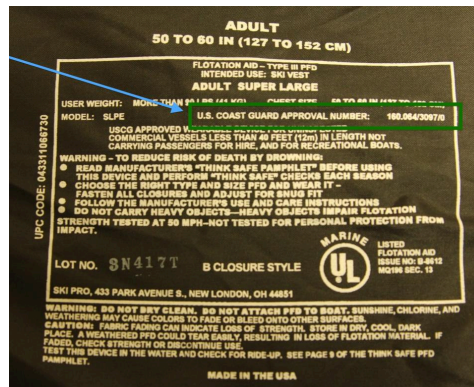 ADULT
50 TO 60 IN (127 TO 152 CM)
FLOTATION AID – TYPE III PFD
INTENDED USE: SKI VEST
ADULT SUPER LARGE
USER WEIGHT: MORE THAN 90 LBS (41 KG) CHEST SIZE
MODEL: SLPE U.S. COAST GUARD APPROVAL NUMBER: 160.064/3097/0
USCG APPROVED WEARABLE DEVICE FOR UNINSPECTED
COMMERCIAL VESSELS LESS THAN 40 FEET (12m) IN LENGTH NOT
CARRYING PASSENGERS FOR HIRE, AND FOR RECREATIONAL BOATS.
WARNING – TO REDUCE RISK OF DEATH BY DROWNING:
● READ MANUFACTURER'S "THINK SAFE PAMPHLET" BEFORE USING
THIS DEVICE AND PERFORM "THINK SAFE" CHECKS EACH SEASON
● CHOOSE THE RIGHT TYPE AND SIZE PFD AND WEAR IT –
FASTEN ALL CLOSURES AND ADJUST FOR SNUG FIT
● FOLLOW THE MANUFACTURER'S USE AND CARE INSTRUCTIONS
● DO NOT CARRY HEAVY OBJECTS—HEAVY OBJECTS IMPAIR FLOTATION
STRENGTH TESTED AT 50 MPH–NOT TESTED FOR PERSONAL PROTECTION FROM
IMPACT.
UPC CODE: 043311066730
LOT NO. 3N417T B CLOSURE STYLE
MARINE
UL
LISTED
FLOTATION AID
ISSUE NO: B-8612
MQ196 SEC. 13
SKI PRO, 433 PARK AVENUE S., NEW LONDON, OH 44851
WARNING: DO NOT DRY CLEAN. DO NOT ATTACH PFD TO BOAT. SUNSHINE, CHLORINE, AND
WEATHERING MAY CAUSE COLORS TO FADE OR BLEED ONTO OTHER SURFACES.
CAUTION: FABRIC FADING CAN INDICATE LOSS OF STRENGTH. STORE IN DRY, COOL, DARK
PLACE. A WEATHERED PFD COULD TEAR EASILY, RESULTING IN LOSS OF FLOTATION MATERIAL. IF
FADED, CHECK STRENGTH OR DISCONTINUE USE.
TEST THIS DEVICE IN THE WATER AND CHECK FOR RIDE-UP. SEE PAGE 9 OF THE THINK SAFE PFD
PAMPHLET.
MADE IN THE USA